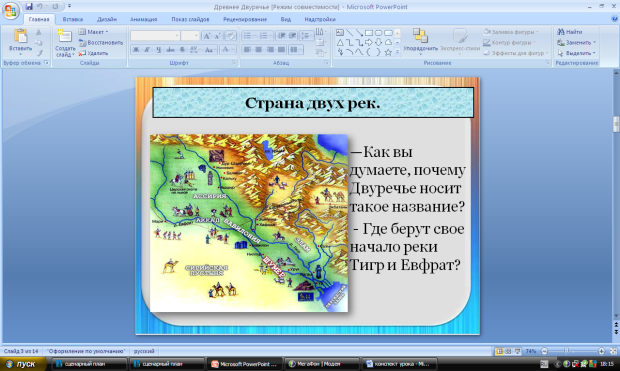 Древнее Двуречье [Режим совместимости] - Microsoft PowerPoint
Главная Вставка Дизайн Анимация Показ слайдов Рецензирование Вид Надстройки
Вставить
Буфер обмена
Создать слайд
Макет
Восстановить
Удалить
Слайды
Шрифт
Абзац
Упорядочить
Экспресс-стили
Заливка фигуры
Контур фигуры
Эффекты для фигур
Рисование
Найти
Заменить
Выделить
Редактирование
Страна двух рек.
АССИРИЯ
АККАД
ВАВИЛОНИЯ
ЭЛАМ
ШУМЕР
СИРИЙСКАЯ
ПУСТЫНЯ
—Как вы
думаете, почему
Двуречье носит
такое название?
- Где берут свое
начало реки
Тигр и Евфрат?
Слайд 3 из 14 "Оформление по умолчанию" русский 74%
пуск сценарный план сценарный план Microsoft PowerPoint ... МегаФон | Модем конспект урока - Mi... RU 18:15